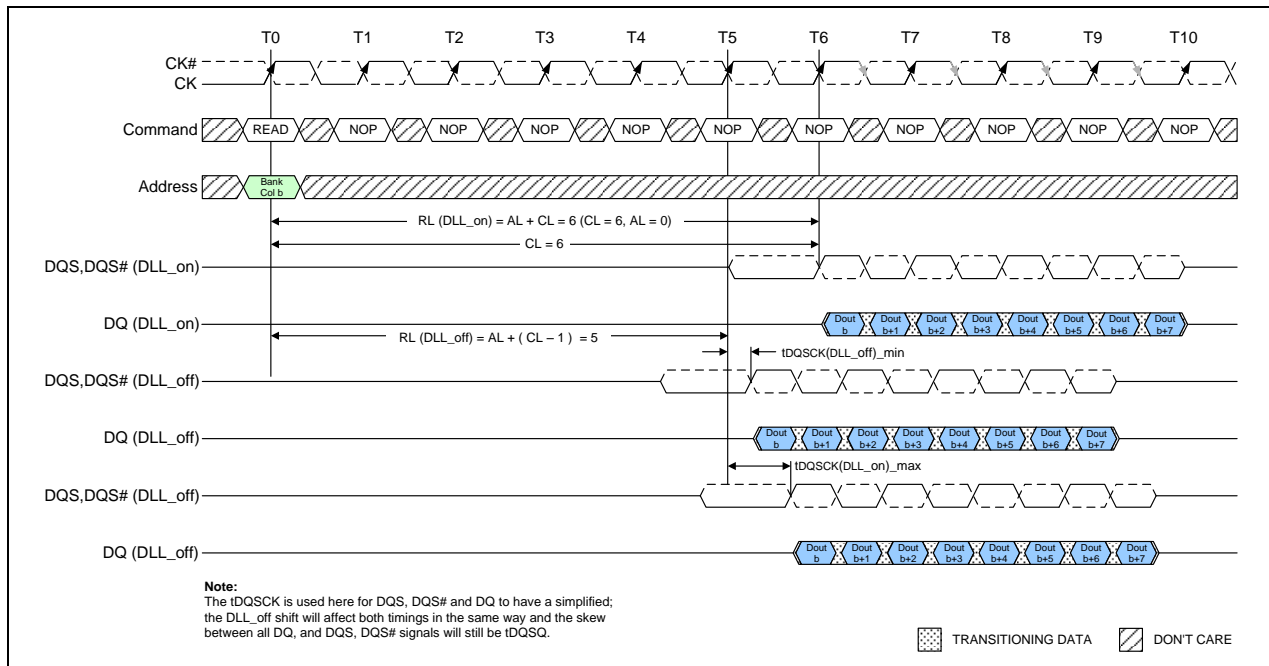 T0 T1 T2 T3 T4 T5 T6 T7 T8 T9 T10
CK#
CK
Command READ NOP NOP NOP NOP NOP NOP NOP NOP NOP NOP
Address Bank
Col b
RL (DLL_on) = AL + CL = 6 (CL = 6, AL = 0)
CL = 6
DQS,DQS# (DLL_on)
DQ (DLL_on) Dout Dout Dout Dout Dout Dout Dout Dout
b b+1 b+2 b+3 b+4 b+5 b+6 b+7
RL (DLL_off) = AL + ( CL – 1 ) = 5
tDQSCK(DLL_off)_min
DQS,DQS# (DLL_off)
DQ (DLL_off) Dout Dout Dout Dout Dout Dout Dout Dout
b b+1 b+2 b+3 b+4 b+5 b+6 b+7
tDQSCK(DLL_on)_max
DQS,DQS# (DLL_off)
DQ (DLL_off) Dout Dout Dout Dout Dout Dout Dout Dout
b b+1 b+2 b+3 b+4 b+5 b+6 b+7
Note:
The tDQSCK is used here for DQS, DQS# and DQ to have a simplified;
the DLL_off shift will affect both timings in the same way and the skew
between all DQ, and DQS, DQS# signals will still be tDQSQ.
TRANSITIONING DATA DON'T CARE